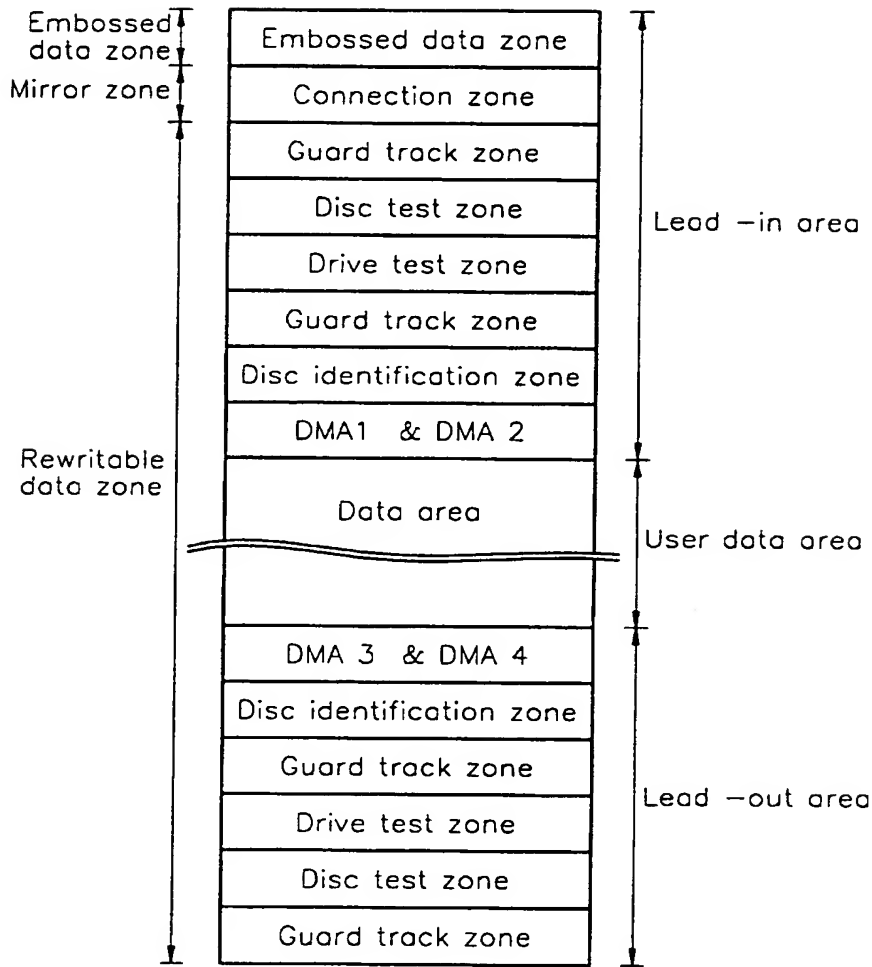 Embossed
data zone
Mirror zone
Rewritable
data zone
Embossed data zone
Connection zone
Guard track zone
Disc test zone
Drive test zone
Guard track zone
Disc identification zone
DMA1 & DMA 2
Data area
DMA 3 & DMA 4
Disc identification zone
Guard track zone
Drive test zone
Disc test zone
Guard track zone
Lead -in area
User data area
Lead -out area